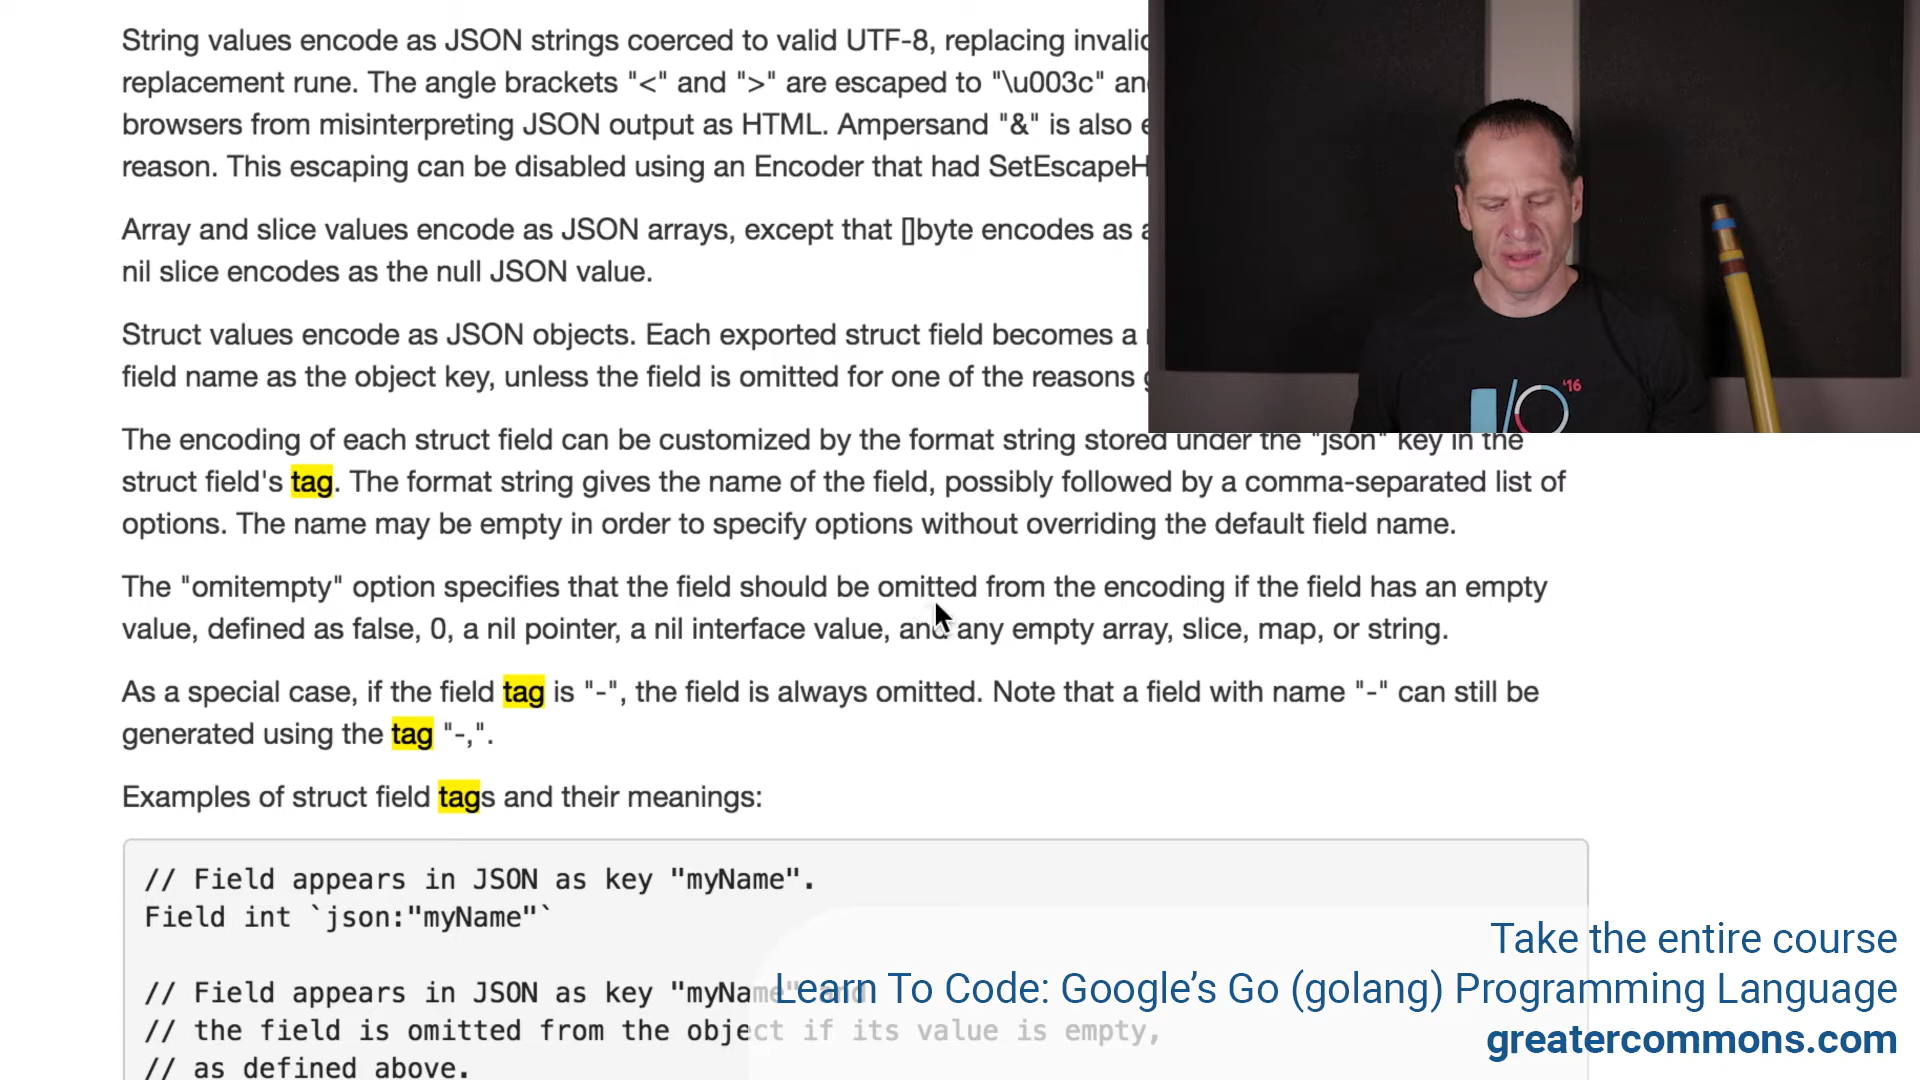 String values encode as JSON strings coerced to valid UTF-8, replacing invalid
replacement rune. The angle brackets "<" and ">" are escaped to "\u003c" and
browsers from misinterpreting JSON output as HTML. Ampersand "&" is also e
reason. This escaping can be disabled using an Encoder that had SetEscapeH
Array and slice values encode as JSON arrays, except that []byte encodes as a
nil slice encodes as the null JSON value.
Struct values encode as JSON objects. Each exported struct field becomes a
field name as the object key, unless the field is omitted for one of the reasons
I/O '16
The encoding of each struct field can be customized by the format string stored under the "json" key in the
struct field's tag. The format string gives the name of the field, possibly followed by a comma-separated list of
options. The name may be empty in order to specify options without overriding the default field name.
The "omitempty" option specifies that the field should be omitted from the encoding if the field has an empty
value, defined as false, 0, a nil pointer, a nil interface value, and any empty array, slice, map, or string.
As a special case, if the field tag is "-", the field is always omitted. Note that a field with name "-" can still be
generated using the tag "-,".
Examples of struct field tags and their meanings:
// Field appears in JSON as key "myName".
Field int `json:"myName"`
// Field appears in JSON as key "myName" and
// the field is omitted from the object if its value is empty,
// as defined above.
Take the entire course
Learn To Code: Google's Go (golang) Programming Language
greatercommons.com